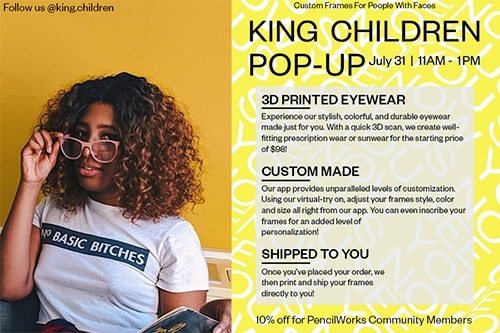 Follow us @king.children
NO BASIC BITCHES
Custom Frames For People With Faces
KING CHILDREN
POP-UP July 31 | 11AM - 1PM
3D PRINTED EYEWEAR
Experience our stylish, colorful, and durable eyewear
made just for you. With a quick 3D scan, we create well-
fitting prescription wear or sunwear for the starting price
of $98!
CUSTOM MADE
Our app provides unparalleled levels of customization.
Using our virtual-try on, adjust your frames style, color
and size all right from our app. You can even inscribe your
frames for an added level of
personalization!
SHIPPED TO YOU
Once you've placed your order, we
then print and ship your frames
directly to you!
10% off for PencilWorks Community Members